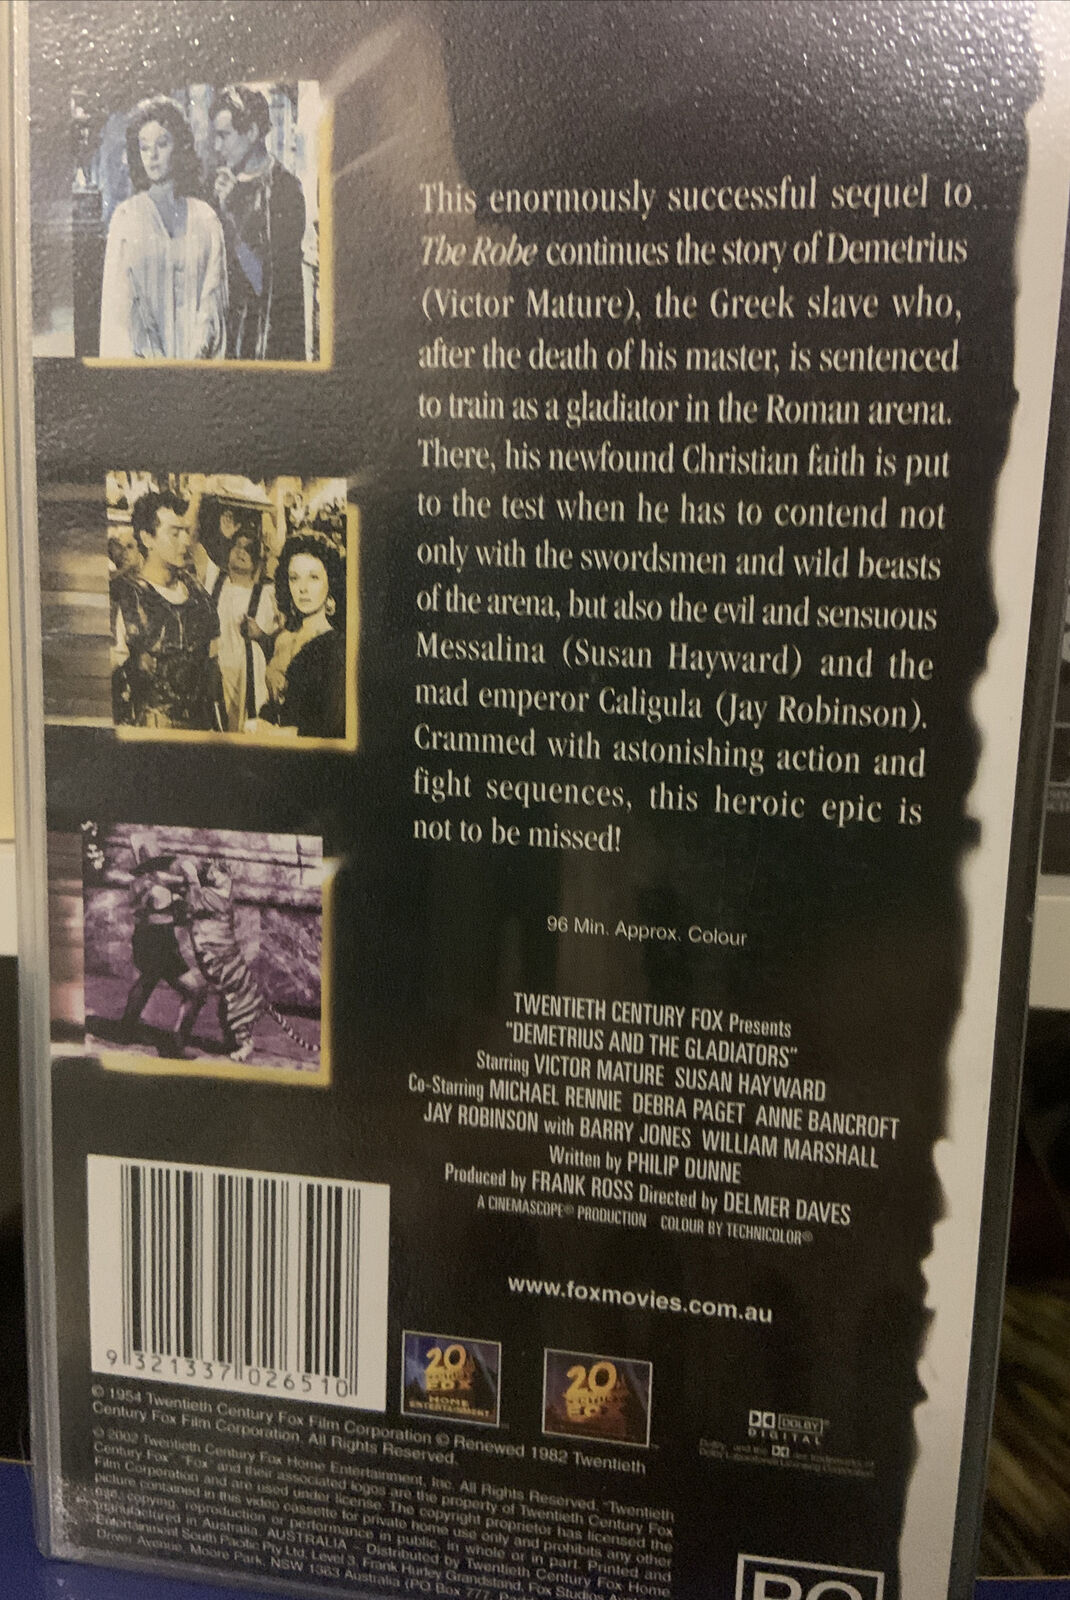 This enormously successful sequel to
The Robe continues the story of Demetrius
(Victor Mature), the Greek slave who,
after the death of his master, is sentenced
to train as a gladiator in the Roman arena.
There, his newfound Christian faith is put
to the test when he has to contend not
only with the swordsmen and wild beasts
of the arena, but also the evil and sensuous
Messalina (Susan Hayward) and the
mad emperor Caligula (Jay Robinson).
Crammed with astonishing action and
fight sequences, this heroic epic is
not to be missed!
96 Min. Approx. Colour
TWENTIETH CENTURY FOX Presents
"DEMETRIUS AND THE GLADIATORS"
Starring VICTOR MATURE SUSAN HAYWARD
Co-Starring MICHAEL RENNIE DEBRA PAGET ANNE BANCROFT
JAY ROBINSON with BARRY JONES WILLIAM MARSHALL
Written by PHILIP DUNNE
Produced by FRANK ROSS Directed by DELMER DAVES
A CINEMASCOPE® PRODUCTION COLOUR BY TECHNICOLOR®
www.foxmovies.com.au
9 321337 026510
20th CENTURY FOX HOME ENTERTAINMENT
20th CENTURY FOX
DOLBY DIGITAL
© 1954 Twentieth Century Fox Film Corporation © Renewed 1982 Twentieth
Century Fox Film Corporation. All Rights Reserved.
© 2002 Twentieth Century Fox Home Entertainment, Inc. All Rights Reserved. "Twentieth
Century Fox" "Fox" and their associated logos are the property of Twentieth Century Fox
Film Corporation and are used under license. The copyright proprietor has licensed the
picture contained in this video cassette for private home use only and prohibits any other
use, copying, reproduction or performance in public, in whole or in part. Printed and
manufactured in Australia. AUSTRALIA - Distributed by Twentieth Century Fox Home
Entertainment South Pacific Pty Ltd, Level 3, Frank Hurley Grandstand, Fox Studios
Driver Avenue, Moore Park, NSW 1363 Australia (PO Box 777,
PG